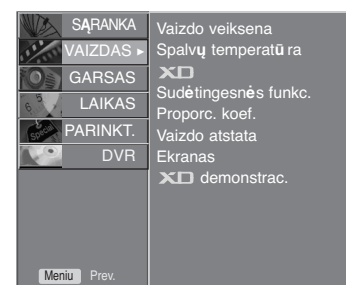 SĄRANKA
VAIZDAS ►
GARSAS
LAIKAS
PARINKT.
DVR
Vaizdo veiksena
Spalvų temperatūra
XD
Sudėtingesnės funkc.
Proporc. koef.
Vaizdo atstata
Ekranas
XD demonstrac.
Meniu Prev.